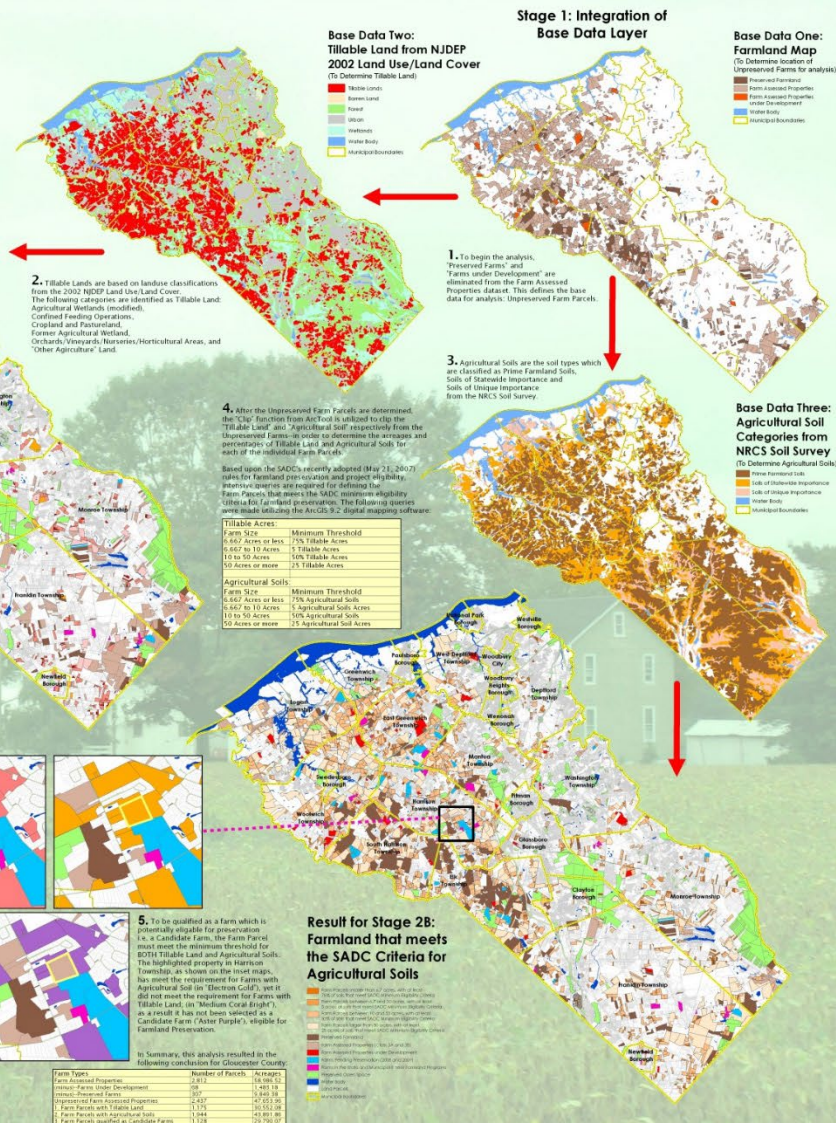 Stage 1: Integration of
Base Data Layer
Base Data Two:
Tillable Land from NJDEP
2002 Land Use/Land Cover
(To Determine Tillable Land)
Tillable Lands
Barren Land
Forest
Urban
Wetlands
Water Body
Municipal Boundaries
Base Data One:
Farmland Map
(To Determine location of
Unpreserved Farms for analysis)
Preserved Farmland
Farm Assessed Properties
Farm Assessed Properties
under Development
Water Body
Municipal Boundaries
1. To begin the analysis,
"Preserved Farms" and
"Farms under Development" are
eliminated from the Farm Assessed
Properties dataset. This defines the base
data for analysis: Unpreserved Farm Parcels.
2. Tillable Lands are based on landuse classifications
from the 2002 NJDEP Land Use/Land Cover.
The following categories are identified as Tillable Land:
Agricultural Wetlands (modified),
Confined Feeding Operations,
Cropland and Pastureland,
Former Agricultural Wetland,
Orchards/Vineyards/Nurseries/Horticultural Areas, and
"Other Agriculture" Land.
3. Agricultural Soils are the soil types which
are classified as Prime Farmland Soils,
Soils of Statewide Importance and
Soils of Unique Importance
from the NRCS Soil Survey.
Base Data Three:
Agricultural Soil
Categories from
NRCS Soil Survey
(To Determine Agricultural Soils)
Prime Farmland Soils
Soils of Statewide Importance
Soils of Unique Importance
Water Body
Municipal Boundaries
4. After the Unpreserved Farm Parcels are determined,
the "Clip" function from ArcTool is utilized to clip the
"Tillable Land" and "Agricultural Soil" respectively from the
Unpreserved Farms--in order to determine the acreages and
percentages of Tillable Land and Agricultural Soils for
each of the individual Farm Parcels.
Based upon the SADC's recently adopted (May 21, 2007)
rules for farmland preservation and project eligibility,
intensive queries are required for defining the
Farm Parcels that meets the SADC minimum eligibility
criteria for farmland preservation. The following queries
were made utilizing the ArcGIS 9.2 digital mapping software:
Tillable Acres:
Farm Size Minimum Threshold
6.667 Acres or less 75% Tillable Acres
6.667 to 10 Acres 5 Tillable Acres
10 to 50 Acres 50% Tillable Acres
50 Acres or more 25 Tillable Acres
Agricultural Soils:
Farm Size Minimum Threshold
6.667 Acres or less 75% Agricultural Soils
6.667 to 10 Acres 5 Agricultural Soils Acres
10 to 50 Acres 50% Agricultural Soils
50 Acres or more 25 Agricultural Soil Acres
Monroe Township
Franklin Township
Newfield
Borough
National Park
Borough
Westville
Borough
Paulsboro
Borough
West Deptford
Township
Woodbury
City
Greenwich
Township
Woodbury
Heights
Borough
Deptford
Township
Logan
Township
East Greenwich
Township
Wenonah
Borough
Mantua
Township
Swedesboro
Borough
Washington
Township
Pitman
Borough
Harrison
Township
Woolwich
Township
South Harrison
Township
Glassboro
Borough
Elk
Township
Clayton
Borough
Monroe Township
Franklin Township
Newfield
Borough
5. To be qualified as a farm which is
potentially eligible for preservation
i.e, a Candidate Farm, the Farm Parcel
must meet the minimum threshold for
BOTH Tillable Land and Agricultural Soils.
The highlighted property in Harrison
Township, as shown on the inset maps,
has meet the requirement for Farms with
Agricultural Soil (in "Electron Gold"), yet it
did not meet the requirement for Farms with
Tillable Land, (in "Medium Coral Light"),
as a result it has not been selected as a
Candidate Farm ("Aster Purple"), eligible for
Farmland Preservation.
Result for Stage 2B:
Farmland that meets
the SADC Criteria for
Agricultural Soils
In Summary, this analysis resulted in the
following conclusion for Gloucester County:
Farm Types Number of Parcels Acreages
Farm Assessed Properties 2,812
(minus)--Farms Under Development 68
(minus)--Preserved Farms 307
Unpreserved Farm Assessed Properties 2,437
1. Farm Parcels with Tillable Land 1,175
2. Farm Parcels with Agricultural Soils
3. Farm Parcels qualified as Candidate Farms 1,128